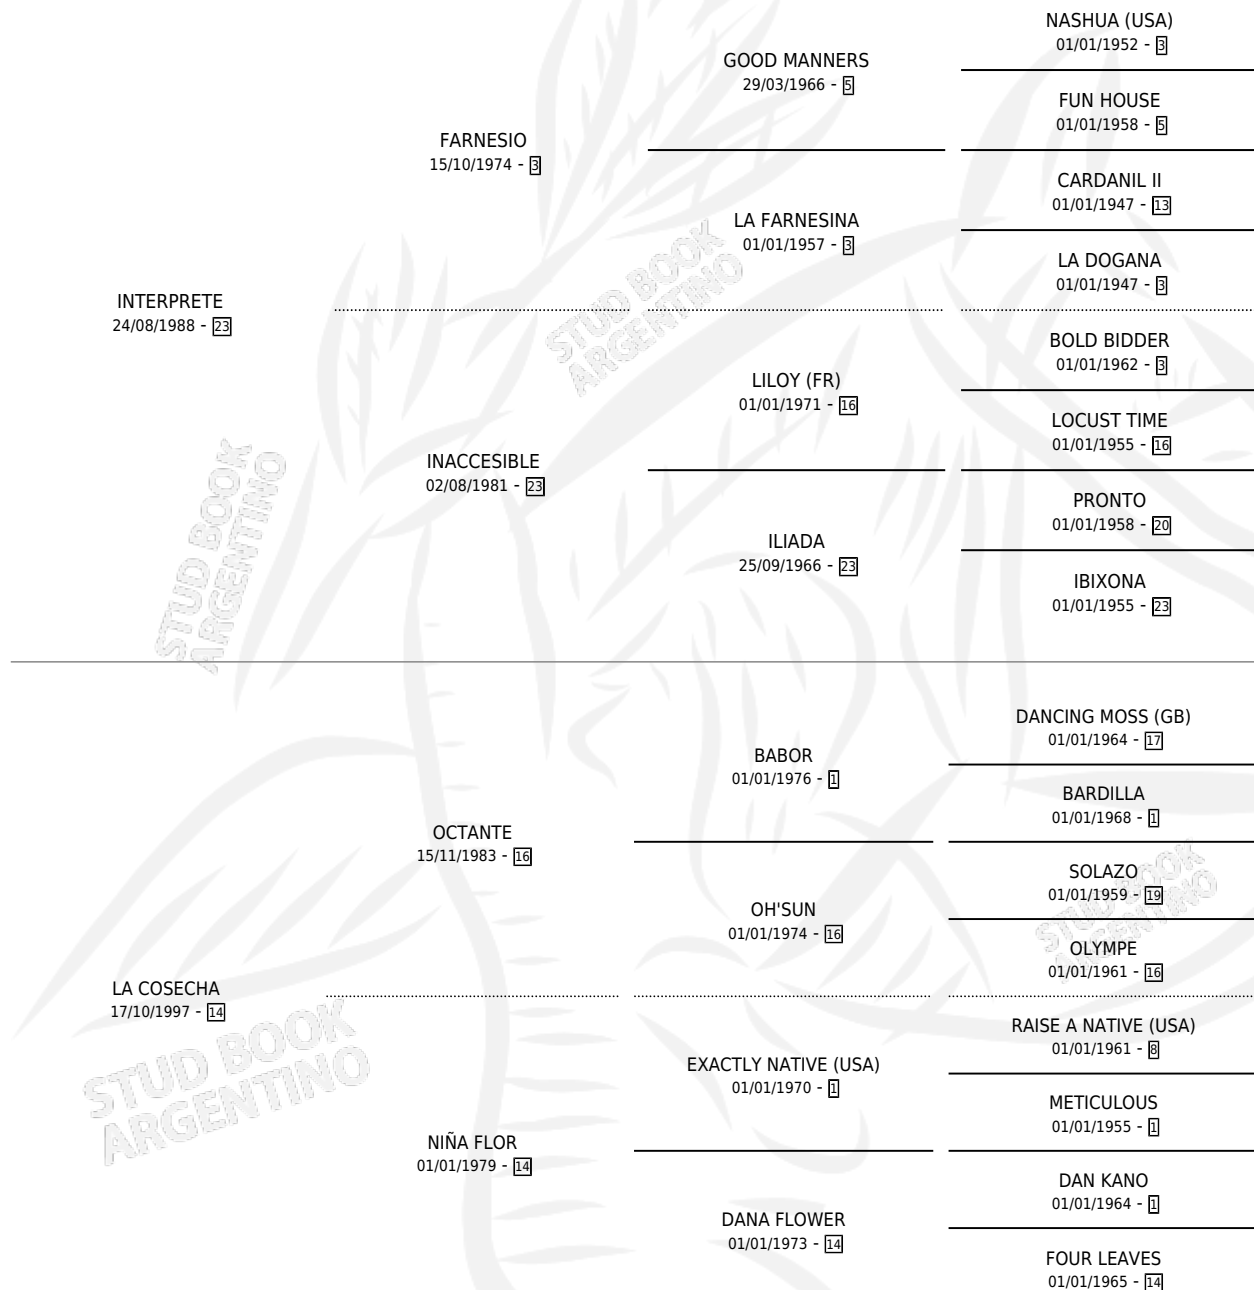 NASHUA (USA)
01/01/1952 - 3
GOOD MANNERS
29/03/1966 - 5
FUN HOUSE
01/01/1958 - 5
FARNESIO
15/10/1974 - 3
CARDANIL II
01/01/1947 - 13
LA FARNESINA
01/01/1957 - 3
LA DOGANA
01/01/1947 - 3
INTERPRETE
24/08/1988 - 23
BOLD BIDDER
01/01/1962 - 3
LILOY (FR)
01/01/1971 - 16
LOCUST TIME
01/01/1955 - 16
INACCESIBLE
02/08/1981 - 23
PRONTO
01/01/1958 - 20
ILIADA
25/09/1966 - 23
IBIXONA
01/01/1955 - 23
DANCING MOSS (GB)
01/01/1964 - 17
BABOR
01/01/1976 - 1
BARDILLA
01/01/1968 - 1
OCTANTE
15/11/1983 - 16
SOLAZO
01/01/1959 - 19
OH'SUN
01/01/1974 - 16
OLYMPE
01/01/1961 - 16
LA COSECHA
17/10/1997 - 14
RAISE A NATIVE (USA)
01/01/1961 - 8
EXACTLY NATIVE (USA)
01/01/1970 - 1
METICULOUS
01/01/1955 - 1
NIÑA FLOR
01/01/1979 - 14
DAN KANO
01/01/1964 - 1
DANA FLOWER
01/01/1973 - 14
FOUR LEAVES
01/01/1965 - 14
STUD BOOK
ARGENTINO
STUD BOOK
ARGENTINO
STUD BOOK
ARGENTINO
STUD BOOK
ARGENTINO